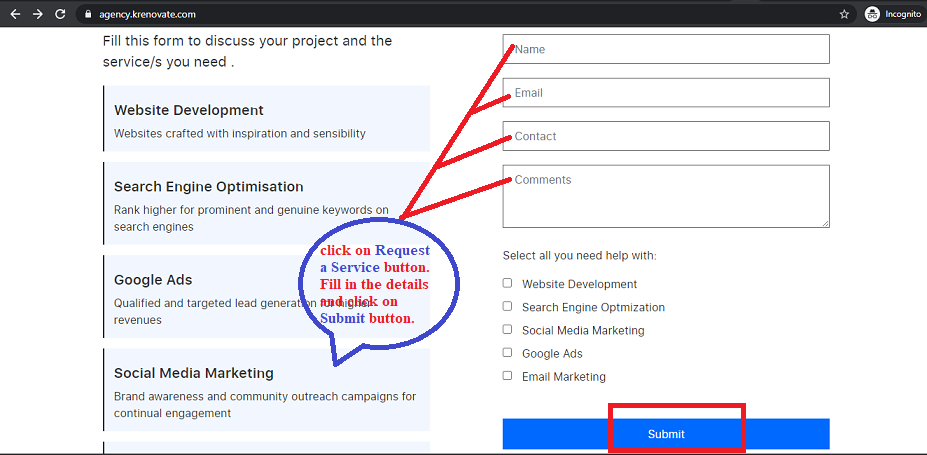 agency.krenovate.com
Incognito
Fill this form to discuss your project and the
service/s you need .
Website Development
Websites crafted with inspiration and sensibility
Search Engine Optimisation
Rank higher for prominent and genuine keywords on
search engines
Google Ads
Qualified and targeted lead generation for higher
revenues
Social Media Marketing
Brand awareness and community outreach campaigns for
continual engagement
click on Request
a Service button.
Fill in the details
and click on
Submit button.
Name
Email
Contact
Comments
Select all you need help with:
Website Development
Search Engine Optmization
Social Media Marketing
Google Ads
Email Marketing
Submit